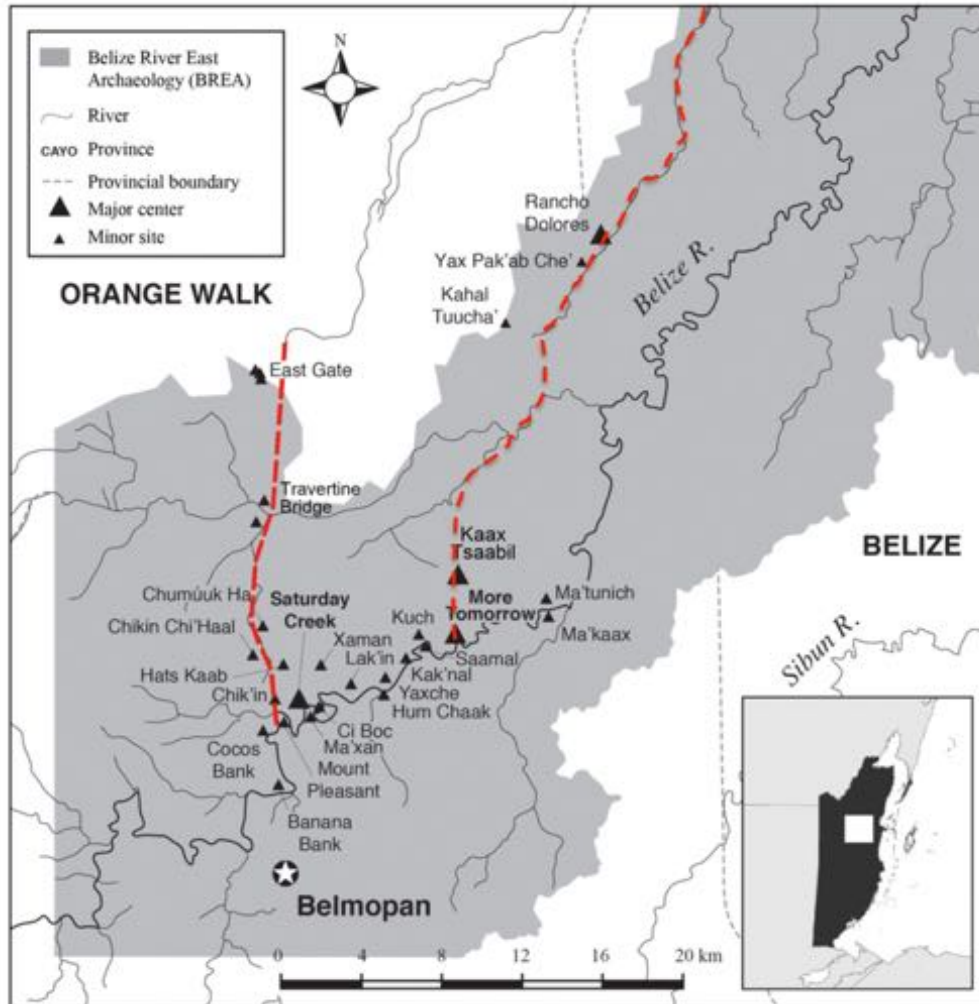 Belize River East
Archaeology (BREA)
River
CAYO Province
Provincial boundary
Major center
Minor site
N
ORANGE WALK
Rancho
Dolores
Yax Pak'ab Che'
Kahal
Tuucha'
Belize R.
East Gate
Travertine
Bridge
Kaax
Tsaabil
BELIZE
Chumúuk Ha
Saturday
Creek
More
Tomorrow
Ma'tunich
Chikin Chi'Haal
Kuch
Ma'kaax
Xaman
Lak'in
Saamal
Sibun R.
Hats Kaab
Kak'nal
Chik'in
Yaxche
Hum Chaak
Ci Boc
Cocos
Bank
Ma'xan
Mount
Pleasant
Banana
Bank
Belmopan
0 4 8 12 16 20 km